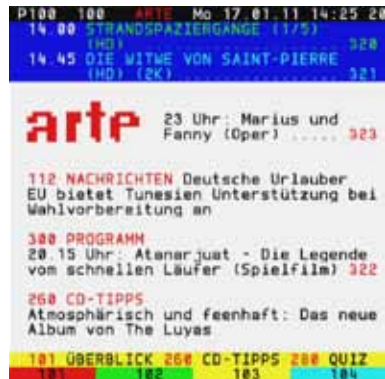 P100 100 ARTE Mo 17.01.11 14:25 20
14.00 STRANDSPAZIERGÄNGE (1/5)
(HD) ................ 320
14.45 DIE WITWE VON SAINT-PIERRE
(HD) (2K) ........... 321
arte
23 Uhr: Marius und
Fanny (Oper) ..... 323
112 NACHRICHTEN Deutsche Urlauber
EU bietet Tunesien Unterstützung bei
Wahlvorbereitung an
300 PROGRAMM
20.15 Uhr: Atanarjuat - Die Legende
vom schnellen Läufer (Spielfilm) 322
260 CD-TIPPS
Atmosphärisch und feenhaft: Das neue
Album von The Luyas
101 ÜBERBLICK 260 CD-TIPPS 280 QUIZ
101 102 103 104